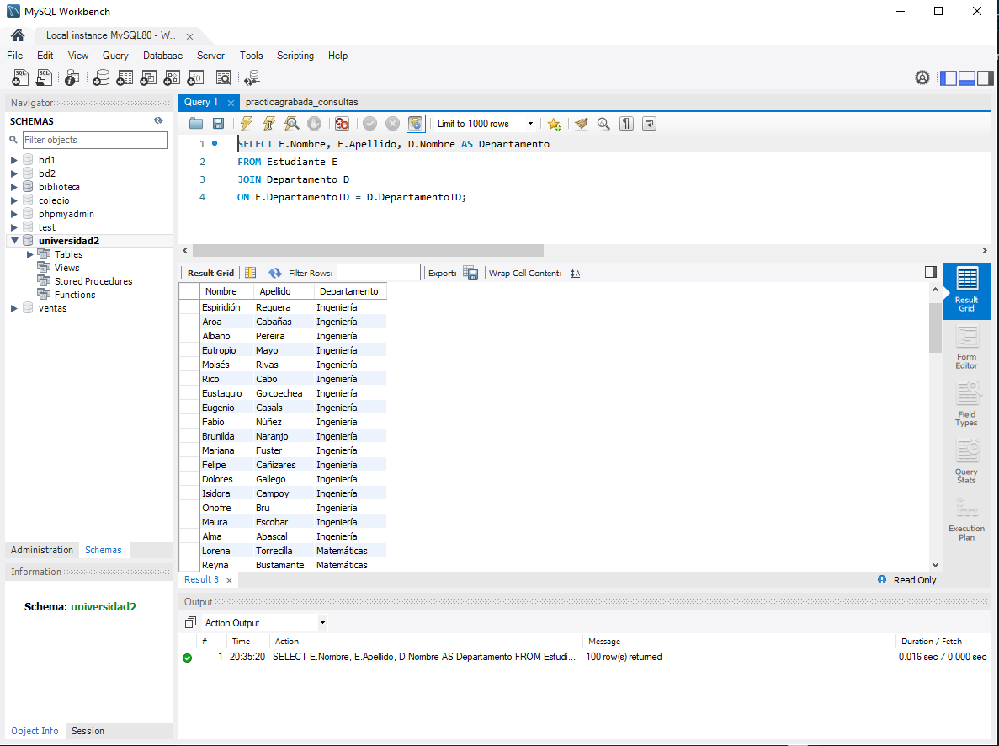 MySQL Workbench
Local instance MySQL80 - W...
File Edit View Query Database Server Tools Scripting Help
Navigator
SCHEMAS
Filter objects
bd1
bd2
biblioteca
colegio
phpmyadmin
test
universidad2
Tables
Views
Stored Procedures
Functions
ventas
Administration Schemas
Information
Schema: universidad2
Object Info Session
Query 1 practicagrabada_consultas
Limit to 1000 rows
1 SELECT E.Nombre, E.Apellido, D.Nombre AS Departamento
2 FROM Estudiante E
3 JOIN Departamento D
4 ON E.DepartamentoID = D.DepartamentoID;
Result Grid Filter Rows: Export: Wrap Cell Content:
Nombre Apellido Departamento
Espiridión Reguera Ingeniería
Aroa Cabañas Ingeniería
Albano Pereira Ingeniería
Eutropio Mayo Ingeniería
Moisés Rivas Ingeniería
Rico Cabo Ingeniería
Eustaquio Goicoechea Ingeniería
Eugenio Casals Ingeniería
Fabio Núñez Ingeniería
Brunilda Naranjo Ingeniería
Mariana Fuster Ingeniería
Felipe Cañizares Ingeniería
Dolores Gallego Ingeniería
Isidora Campoy Ingeniería
Onofre Bru Ingeniería
Maura Escobar Ingeniería
Alma Abascal Ingeniería
Lorena Torrecilla Matemáticas
Reyna Bustamante Matemáticas
Result
Grid
Form
Editor
Field
Types
Query
Stats
Execution
Plan
Result 8 Read Only
Output
Action Output
# Time Action Message Duration / Fetch
1 20:35:20 SELECT E.Nombre, E.Apellido, D.Nombre AS Departamento FROM Estudi... 100 row(s) returned 0.016 sec / 0.000 sec